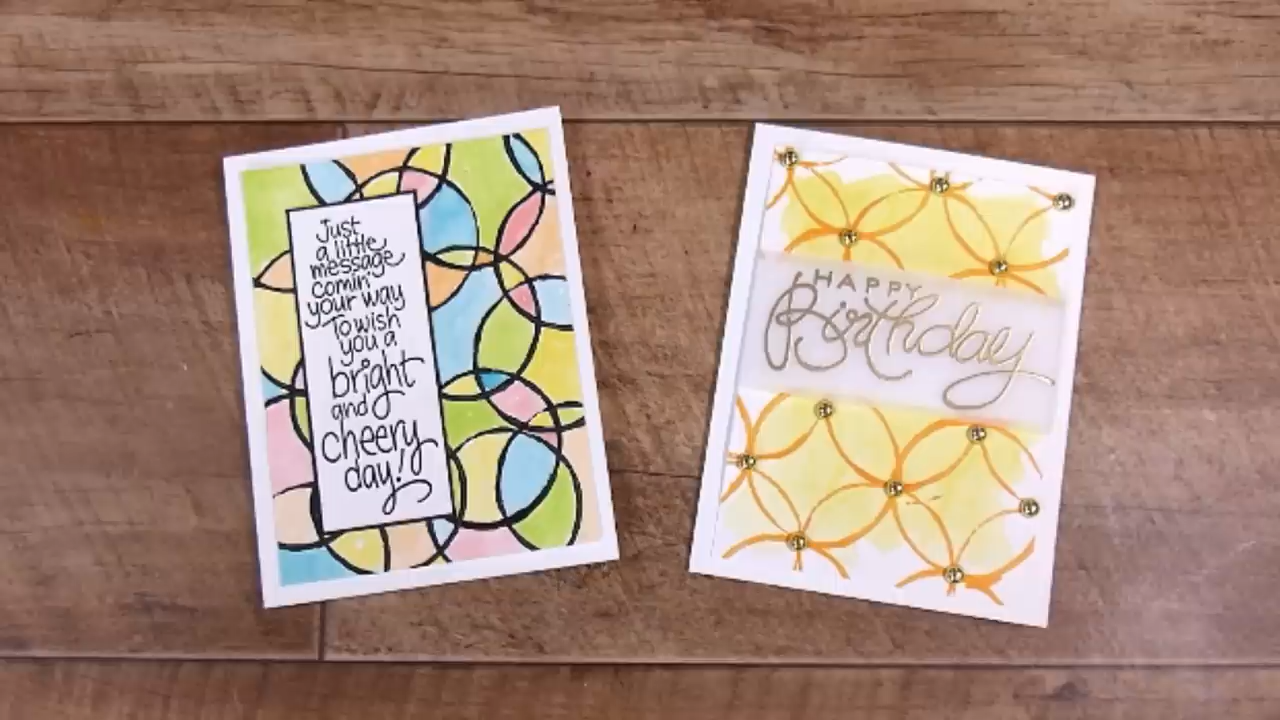 Just
a little
message
comin'
your way
to wish
you a
bright
and
cheery
day!
HAPPY
Birthday